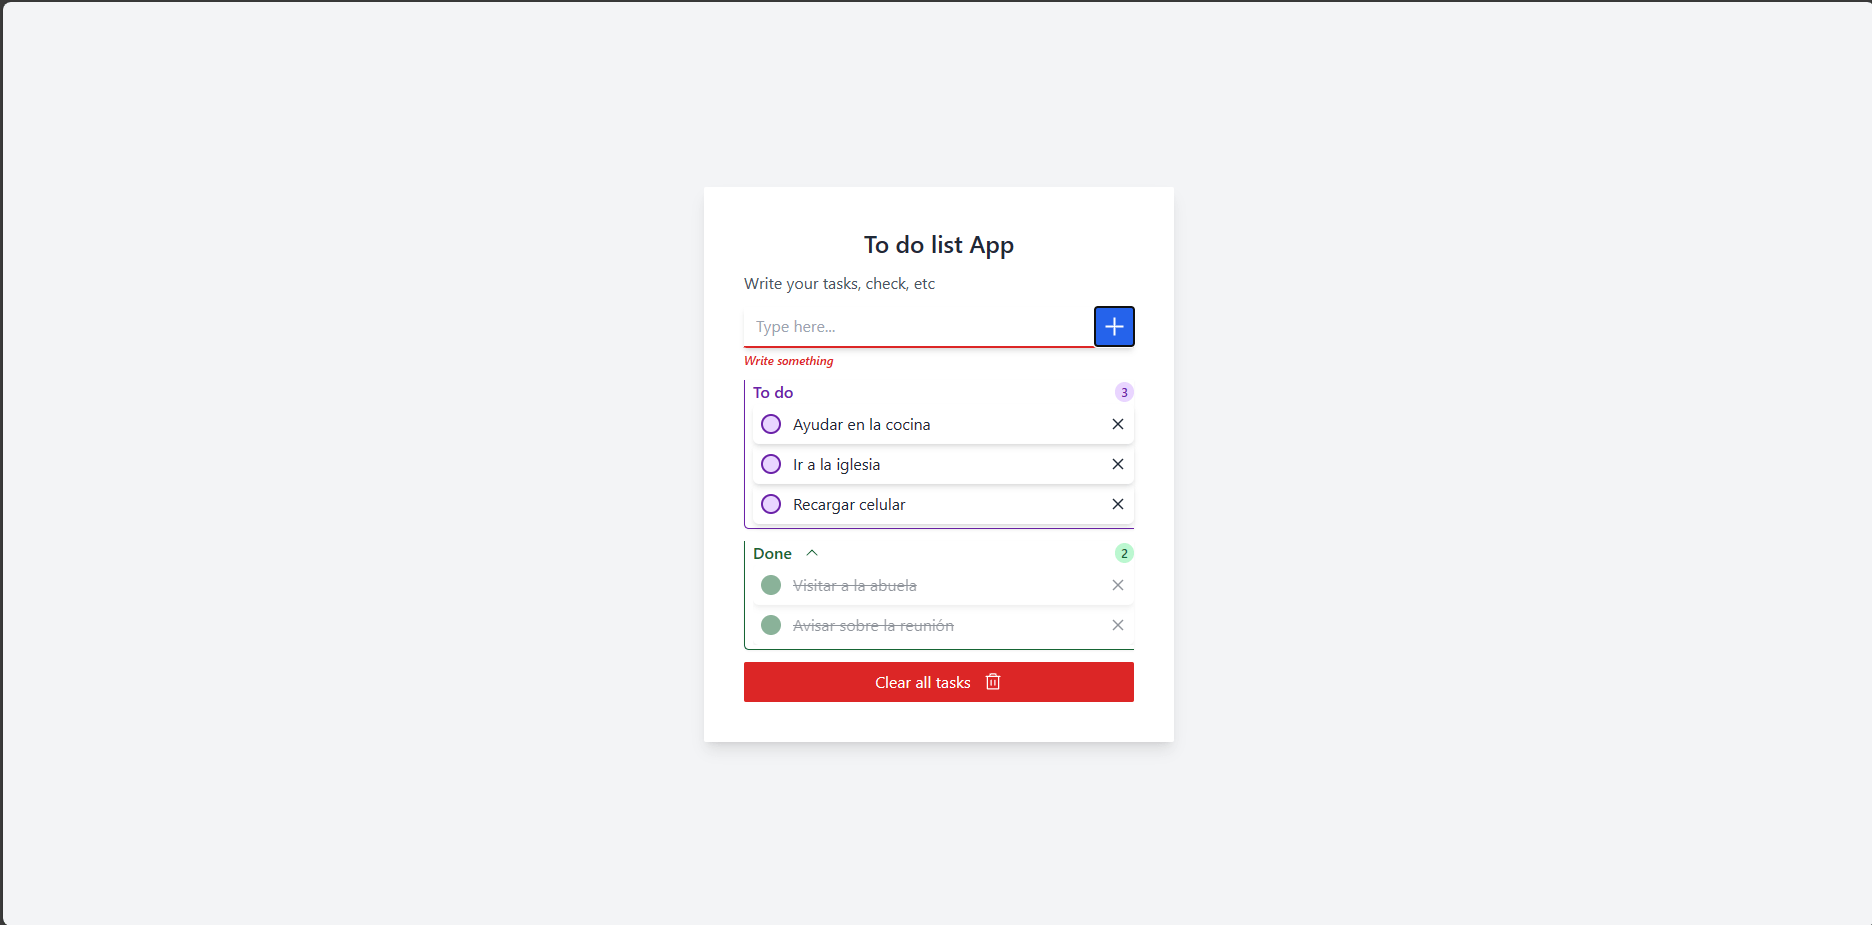 To do list App
Write your tasks, check, etc
Type here...
Write something
To do 3
Ayudar en la cocina
Ir a la iglesia
Recargar celular
Done 2
Visitar a la abuela
Avisar sobre la reunión
Clear all tasks